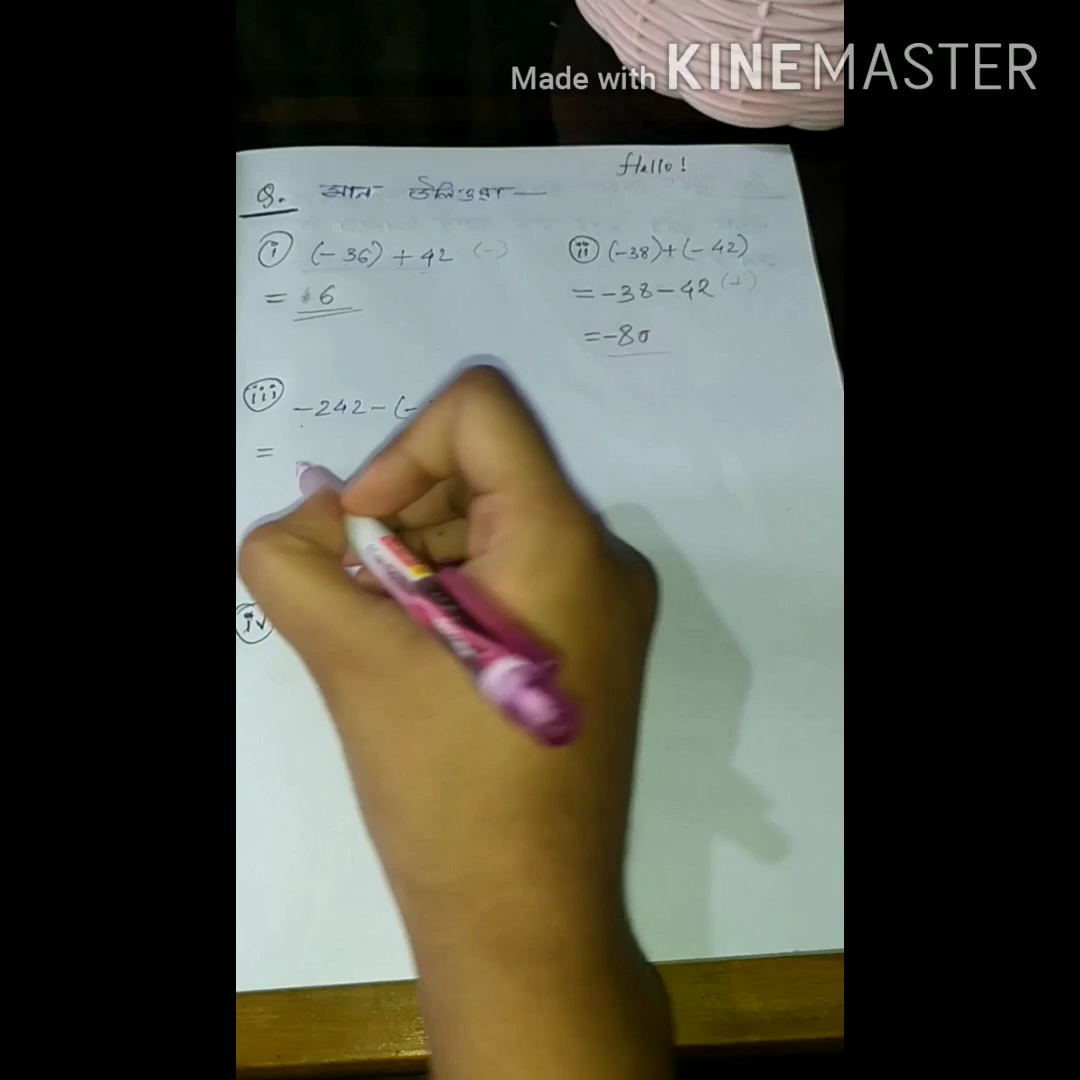 Made with KINEMASTER
Hello!
Q. मान
i (-36) + 42 (-)
= 6
ii (-38)+(-42)
= -38-42 (+)
= -80
iii -242-(-
=
iv